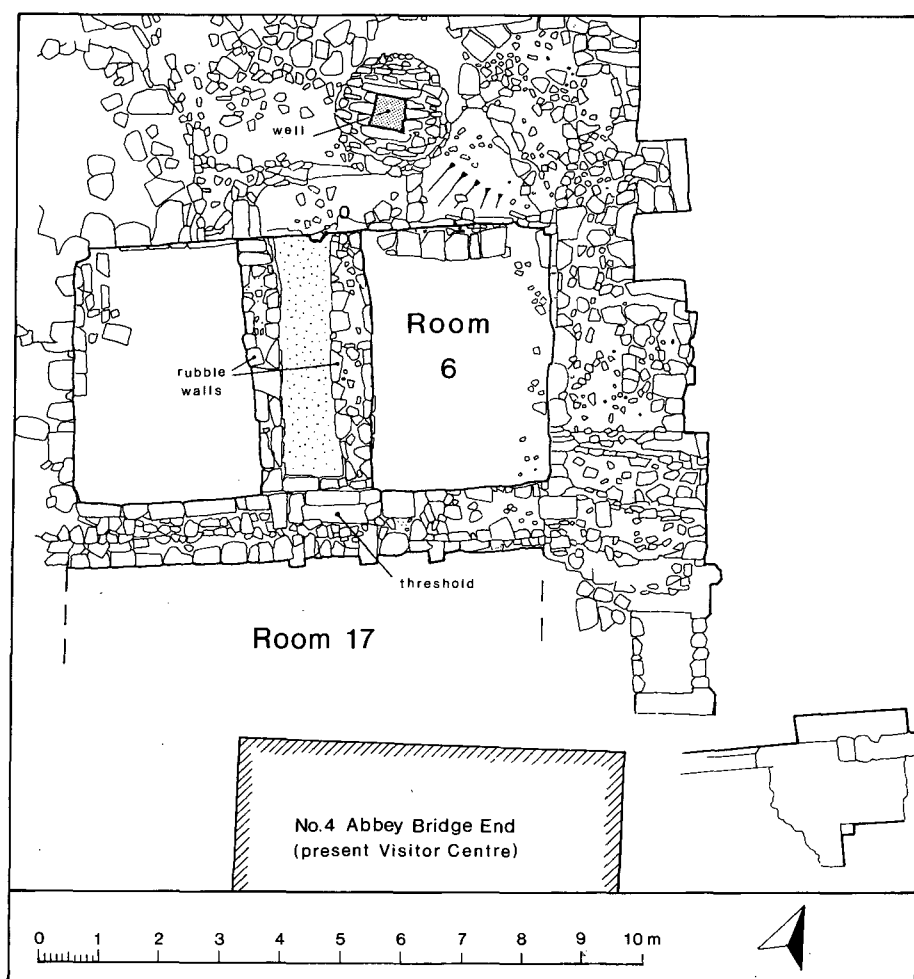 well
Room
6
rubble
walls
threshold
Room 17
No.4 Abbey Bridge End
(present Visitor Centre)
0 1 2 3 4 5 6 7 8 9 10 m